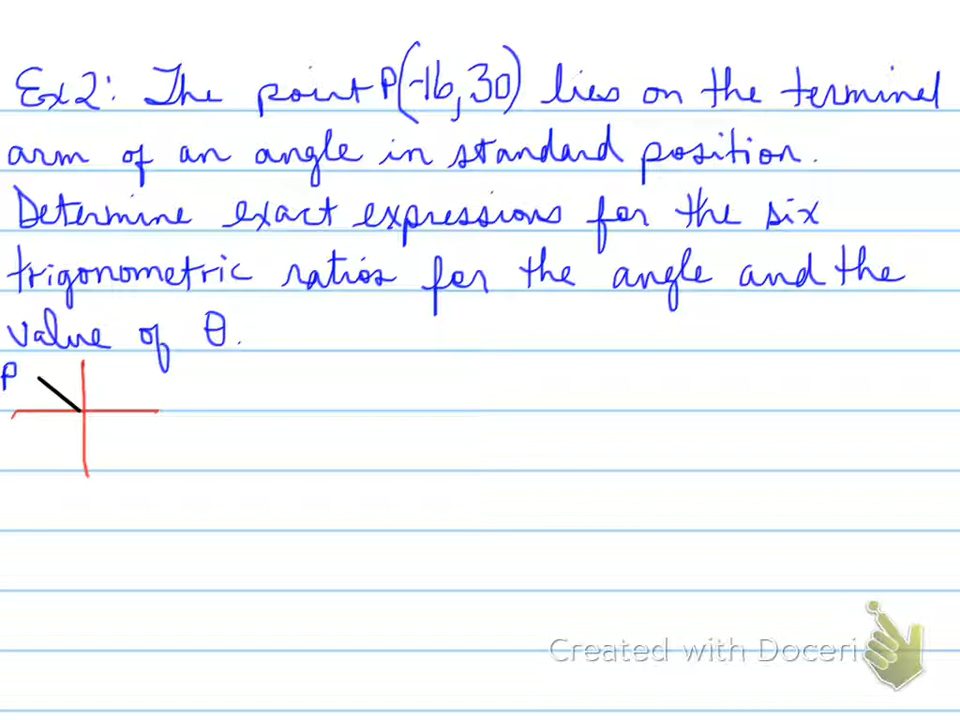 Ex2: The point P(-16, 30) lies on the terminal
arm of an angle in standard position.
Determine exact expressions for the six
trigonometric ratios for the angle and the
value of θ.
P
Created with Doceri